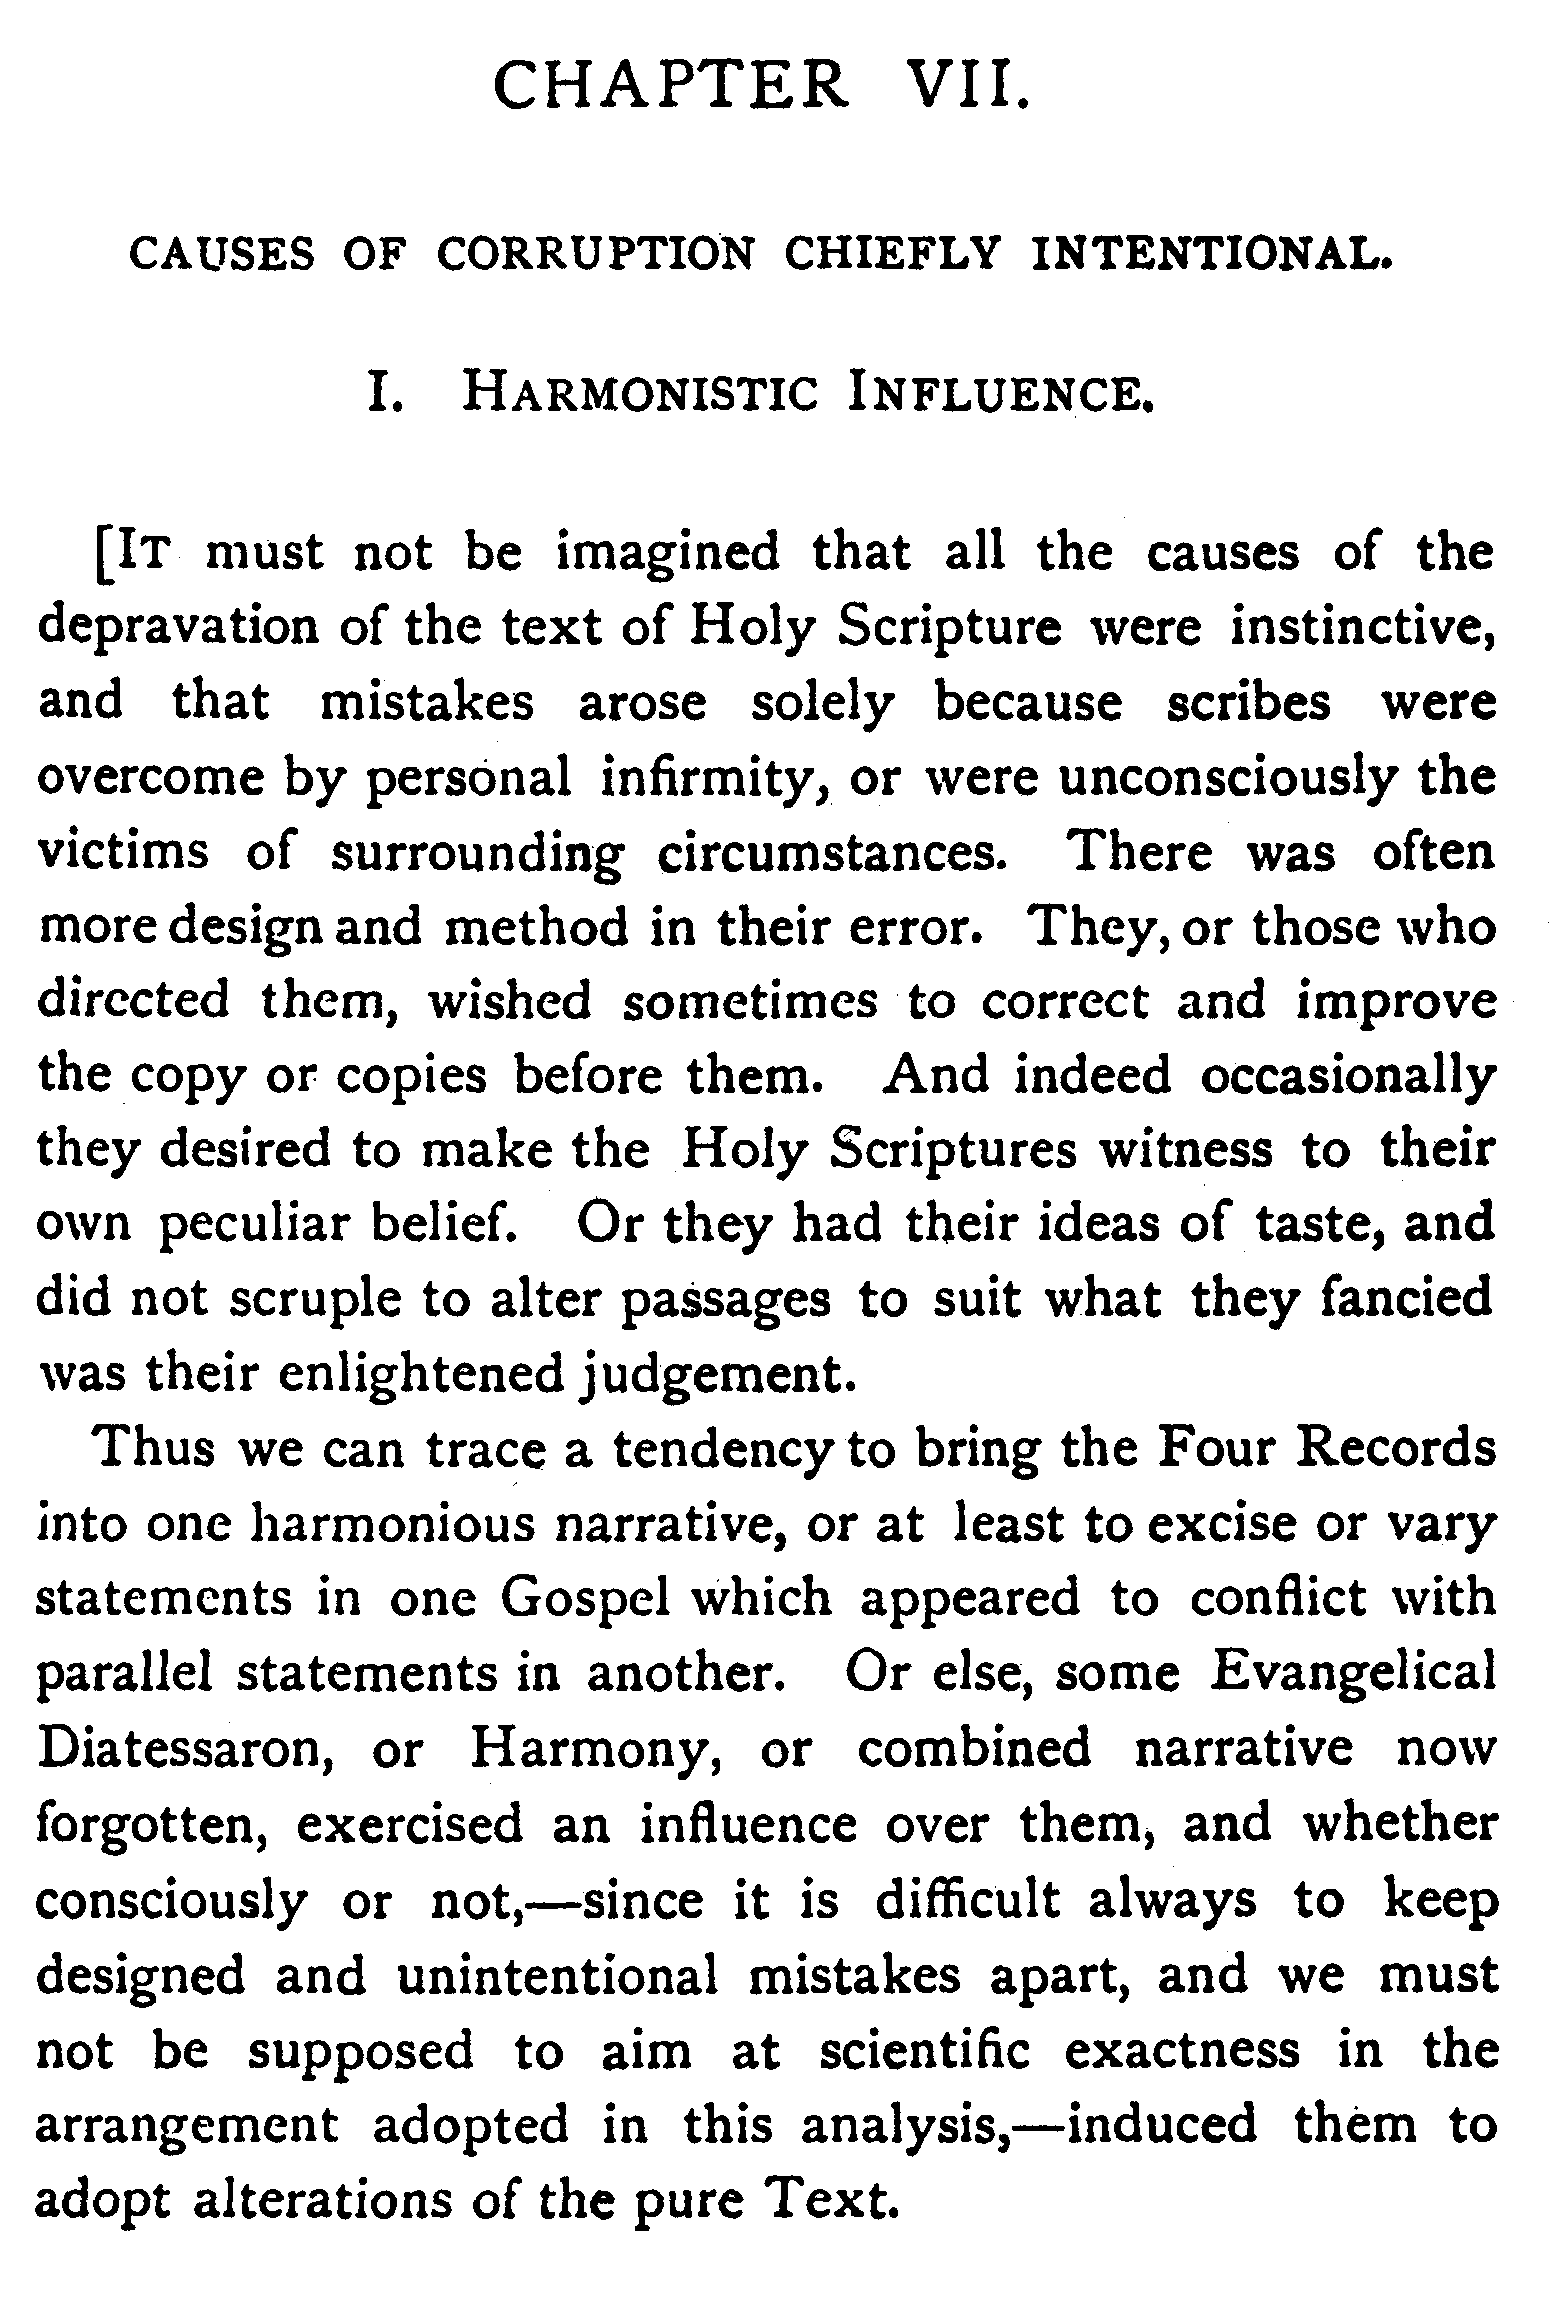 CHAPTER VII.
CAUSES OF CORRUPTION CHIEFLY INTENTIONAL.
I. HARMONISTIC INFLUENCE.
[IT must not be imagined that all the causes of the
depravation of the text of Holy Scripture were instinctive,
and that mistakes arose solely because scribes were
overcome by personal infirmity, or were unconsciously the
victims of surrounding circumstances. There was often
more design and method in their error. They, or those who
directed them, wished sometimes to correct and improve
the copy or copies before them. And indeed occasionally
they desired to make the Holy Scriptures witness to their
own peculiar belief. Or they had their ideas of taste, and
did not scruple to alter passages to suit what they fancied
was their enlightened judgement.
Thus we can trace a tendency to bring the Four Records
into one harmonious narrative, or at least to excise or vary
statements in one Gospel which appeared to conflict with
parallel statements in another. Or else, some Evangelical
Diatessaron, or Harmony, or combined narrative now
forgotten, exercised an influence over them, and whether
consciously or not,—since it is difficult always to keep
designed and unintentional mistakes apart, and we must
not be supposed to aim at scientific exactness in the
arrangement adopted in this analysis,—induced them to
adopt alterations of the pure Text.